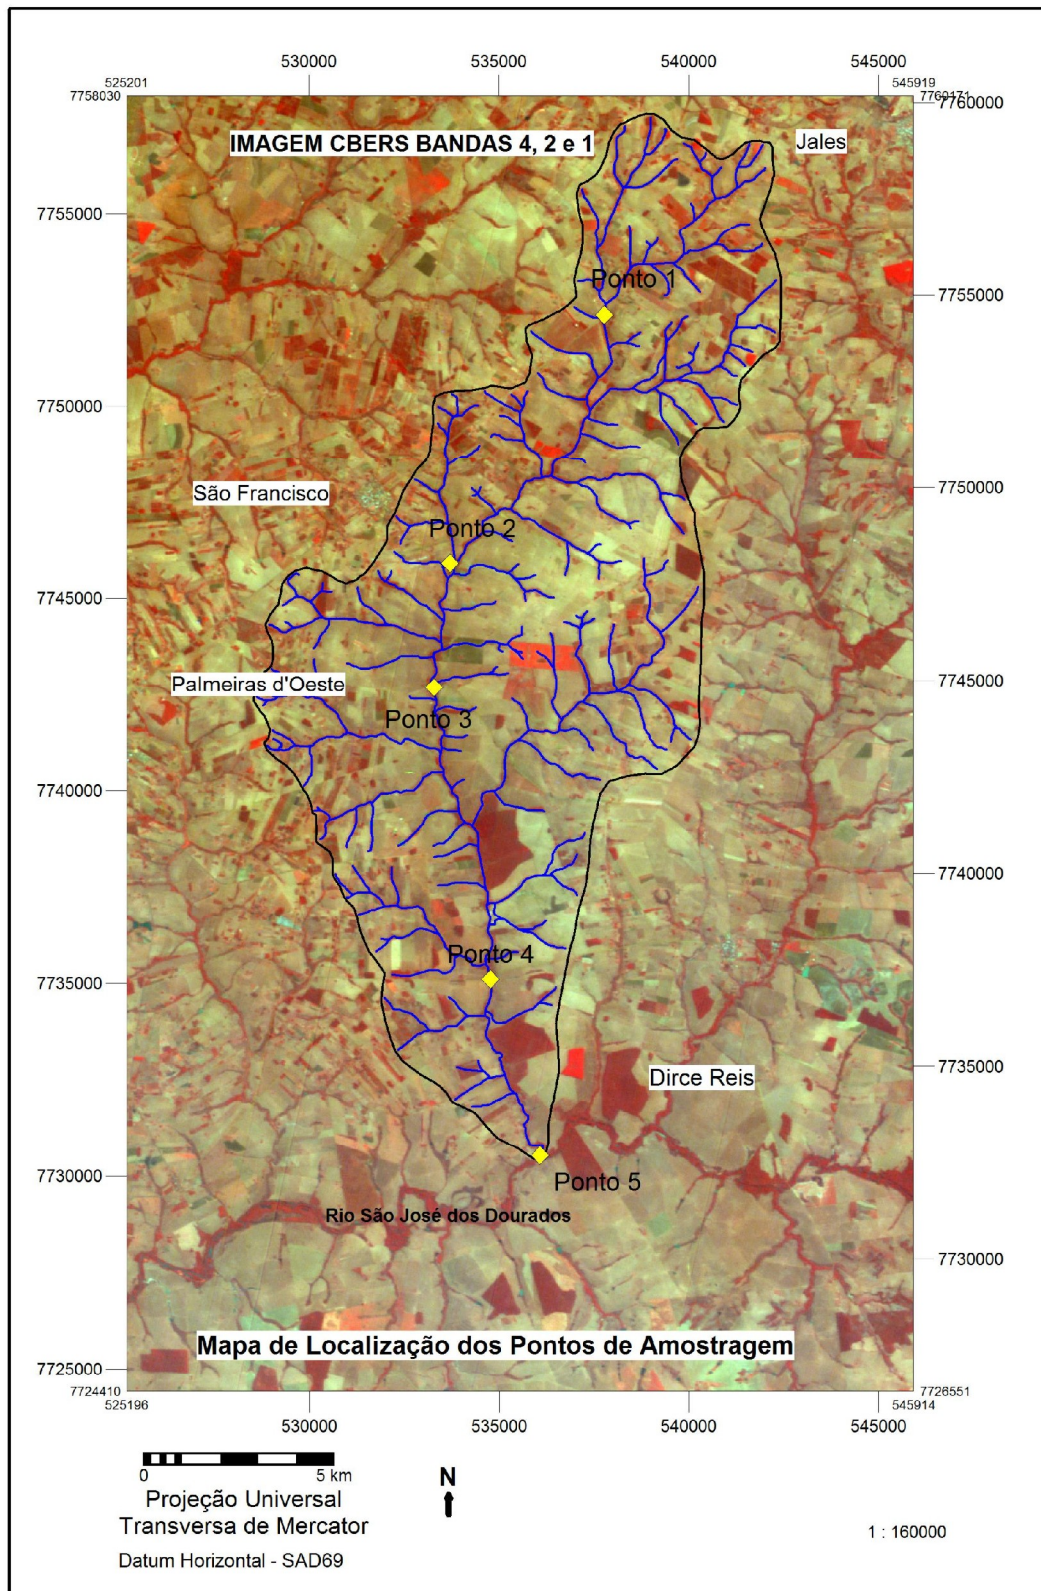 530000 535000 540000 545000
525201 545919
7758030 7760171
7760000
IMAGEM CBERS BANDAS 4, 2 e 1
Jales
7755000
Ponto 1
7755000
7750000
São Francisco
7750000
Ponto 2
7745000
Palmeiras d'Oeste
7745000
Ponto 3
7740000
7740000
Ponto 4
7735000
7735000
Dirce Reis
7730000
Ponto 5
Rio São José dos Dourados
7730000
Mapa de Localização dos Pontos de Amostragem
7725000
7724410 7726551
525196 545914
530000 535000 540000 545000
0 5 km
N
Projeção Universal
Transversa de Mercator
1 : 160000
Datum Horizontal - SAD69